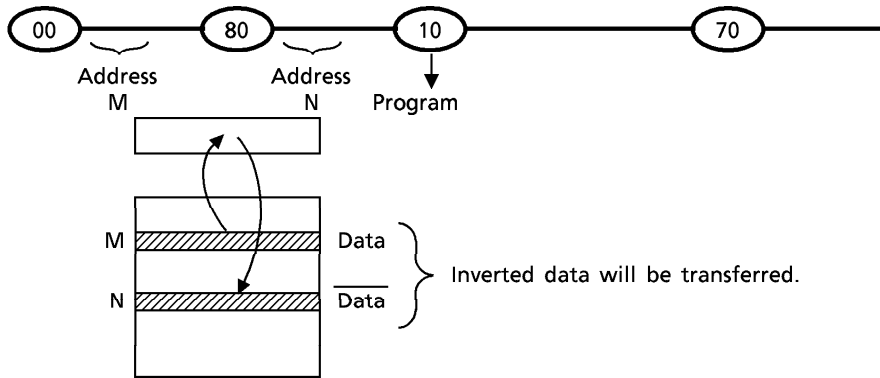 00 80 10 70
Address Address
M N Program
M Data
Inverted data will be transferred.
N Data